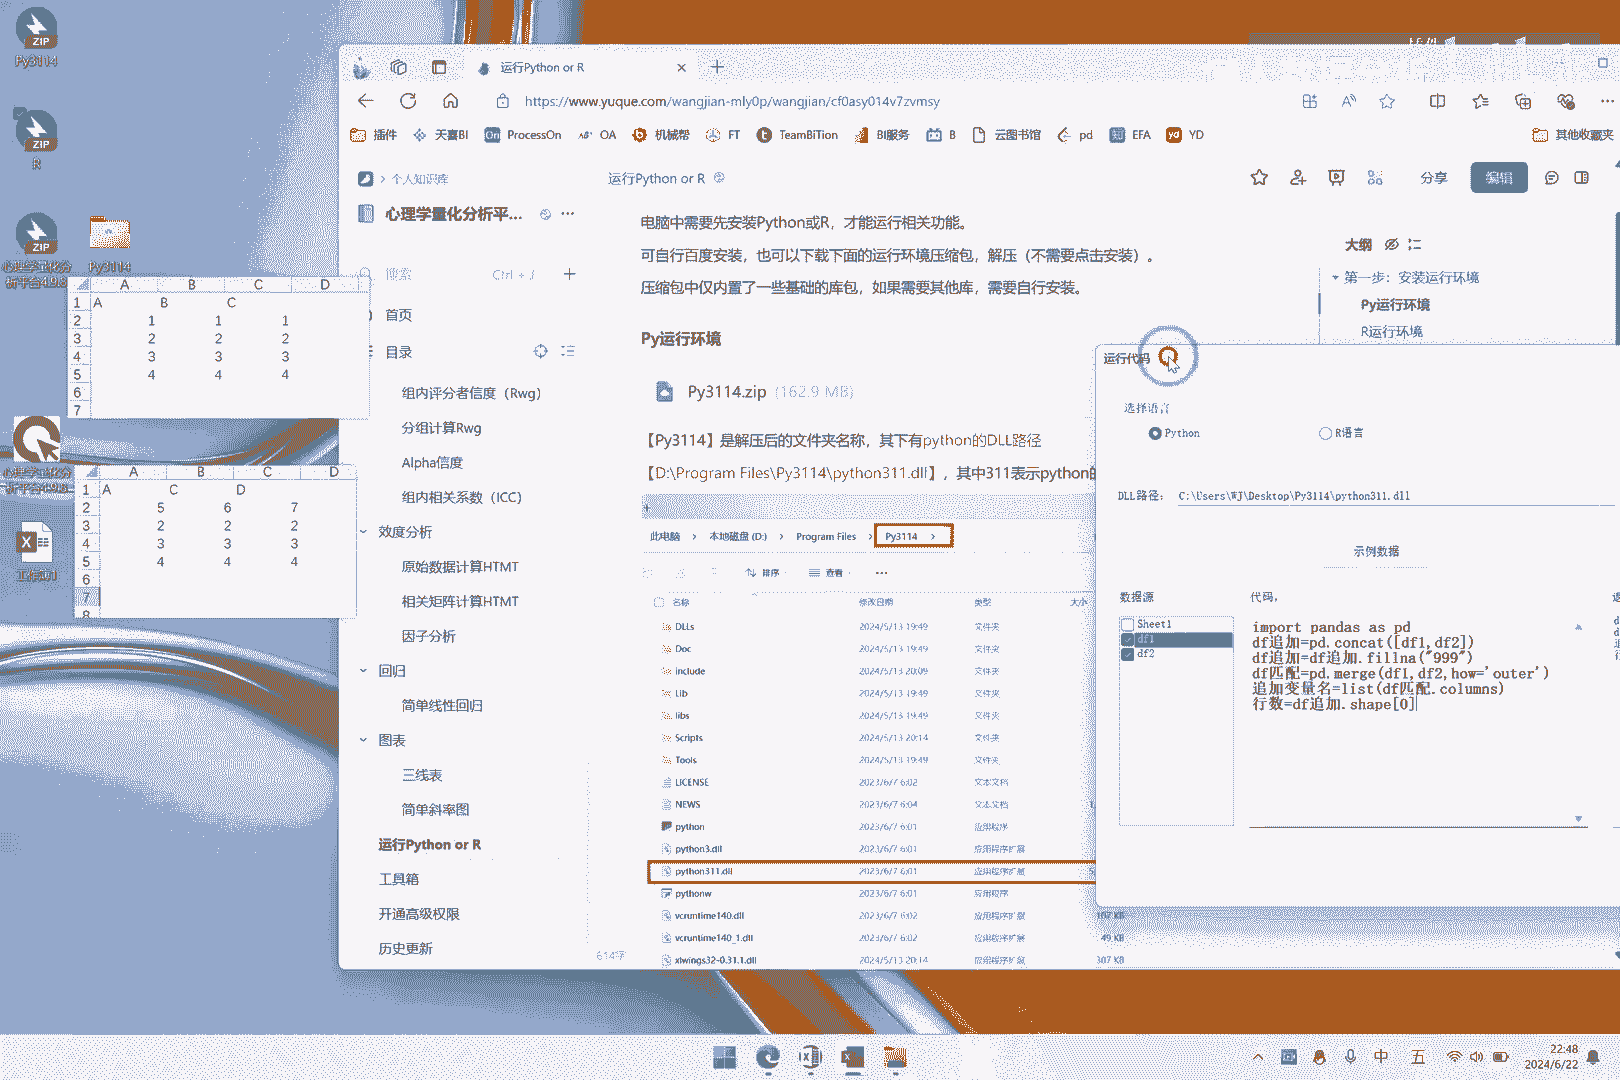 Py3114
R
Py3114
A B C D
1 A B C
2 1 1 1
3 2 2 2
4 3 3 3
5 4 4 4
6
7
A B C D
1 A C D
2 5 6 7
3 2 2 2
4 3 3 3
5 4 4 4
6
7
8
工作簿1
运行Python or R
https://www.yuque.com/wangjian-mly0p/wangjian/cf0asy014v7zvmsy
插件 天嘉BI ProcessOn OA 机械帮 FT TeamBiTion BI服务 B 云图书馆 pd EFA YD 其他收藏夹
个人知识库
心理学量化分析平...
搜索 Ctrl + J
首页
目录
组内评分者信度（Rwg）
分组计算Rwg
Alpha信度
组内相关系数（ICC）
效度分析
原始数据计算HTMT
相关矩阵计算HTMT
因子分析
回归
简单线性回归
图表
三线表
简单斜率图
运行Python or R
工具箱
开通高级权限
历史更新
运行Python or R
分享 编辑
电脑中需要先安装Python或R，才能运行相关功能。
可自行百度安装，也可以下载下面的运行环境压缩包，解压（不需要点击安装）。
压缩包中仅内置了一些基础的库包，如果需要其他库，需要自行安装。
Py运行环境
Py3114.zip (162.9 MB)
【Py3114】是解压后的文件夹名称，其下有python的DLL路径
【D:\Program Files\Py3114\python311.dll】，其中311表示python的
此电脑 本地磁盘 (D:) Program Files Py3114
排序 查看
名称 修改日期 类型 大小
DLLs 2024/5/13 19:49 文件夹
Doc 2024/5/13 19:49 文件夹
include 2024/5/13 20:09 文件夹
Lib 2024/5/13 19:49 文件夹
libs 2024/5/13 19:49 文件夹
Scripts 2024/5/13 20:14 文件夹
Tools 2024/5/13 19:49 文件夹
LICENSE 2023/6/7 6:02 文本文档
NEWS 2023/6/7 6:04 文本文档
python 2023/6/7 6:01 应用程序
python3.dll 2023/6/7 6:01 应用程序扩展
python311.dll 2023/6/7 6:01 应用程序扩展
pythonw 2023/6/7 6:01 应用程序
vcruntime140.dll 2023/6/7 6:02 应用程序扩展 107 KB
vcruntime140_1.dll 2023/6/7 6:02 应用程序扩展 49 KB
xlwings32-0.31.1.dll 2024/5/13 20:14 应用程序扩展 307 KB
614字
大纲
第一步：安装运行环境
Py运行环境
R运行环境
运行代码
选择语言
Python R语言
DLL路径： C:\Users\WJ\Desktop\Py3114\python311.dll
示例数据
数据源 代码，
Sheet1
df1
df2
import pandas as pd
df追加=pd.concat([df1,df2])
df追加=df追加.fillna("999")
df匹配=pd.merge(df1,df2,how='outer')
追加变量名=list(df匹配.columns)
行数=df追加.shape[0]
中 五
22:48
2024/6/22